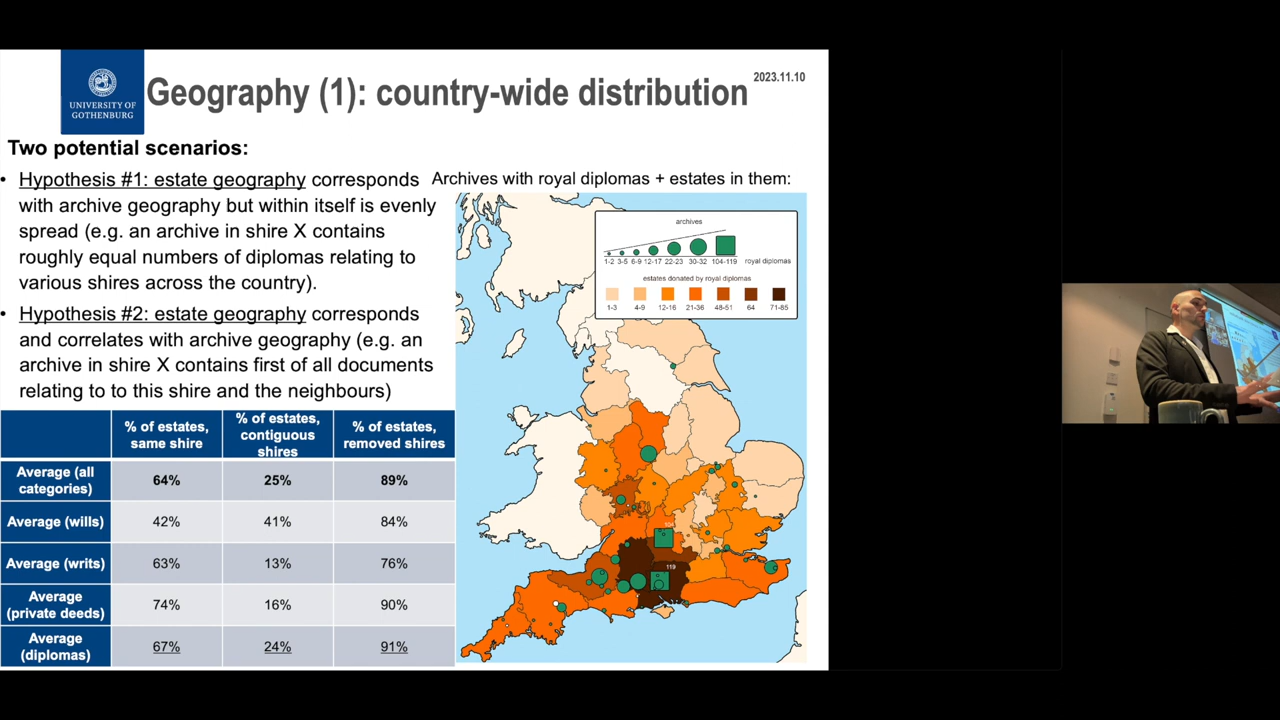 UNIVERSITY OF
GOTHENBURG
Geography (1): country-wide distribution
2023.11.10
Two potential scenarios:
• Hypothesis #1: estate geography corresponds
with archive geography but within itself is evenly
spread (e.g. an archive in shire X contains
roughly equal numbers of diplomas relating to
various shires across the country).
• Hypothesis #2: estate geography corresponds
and correlates with archive geography (e.g. an
archive in shire X contains first of all documents
relating to to this shire and the neighbours)
% of estates, same shire % of estates, contiguous shires % of estates, removed shires
Average (all categories) 64% 25% 89%
Average (wills) 42% 41% 84%
Average (writs) 63% 13% 76%
Average (private deeds) 74% 16% 90%
Average (diplomas) 67% 24% 91%
Archives with royal diplomas + estates in them:
archives
1-2 3-5 6-9 12-17 22-23 30-32 104-119 royal diplomas
estates donated by royal diplomas
1-3 4-9 12-16 21-36 48-51 64 71-85
104
119